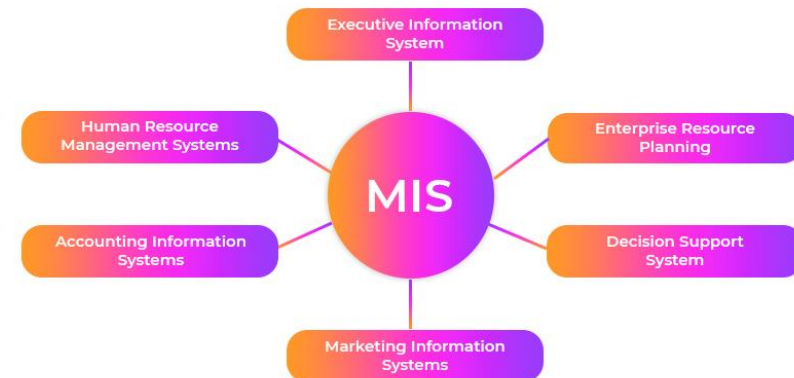 Executive Information
System
Human Resource
Management Systems
Enterprise Resource
Planning
MIS
Accounting Information
Systems
Decision Support
System
Marketing Information
Systems